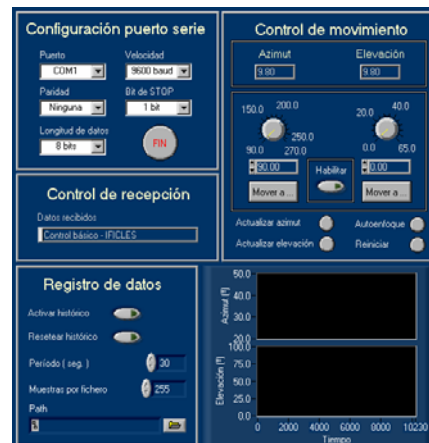 Configuración puerto serie
Puerto
Velocidad
COM1
9600 baud
Paridad
Bit de STOP
Ninguna
1 bit
Longitud de datos
8 bits
FIN
Control de recepción
Datos recibidos
Control básico - IFICLES
Control de movimiento
Azimut
Elevación
9.80
9.80
150.0
200.0
250.0
90.0
270.0
20.0
40.0
0.0
65.0
90.00
Habilitar
0.00
Mover a ...
Mover a ...
Actualizar azimut
Autoenfoque
Actualizar elevación
Reiniciar
Registro de datos
Activar histórico
Resetear histórico
Período ( seg. )
30
Muestras por fichero
255
Path
Azimut [º]
50.0
40.0
30.0
20.0
Elevación [º]
100.0
75.0
50.0
25.0
0.0
0
2000
4000
6000
8000
10230
Tiempo